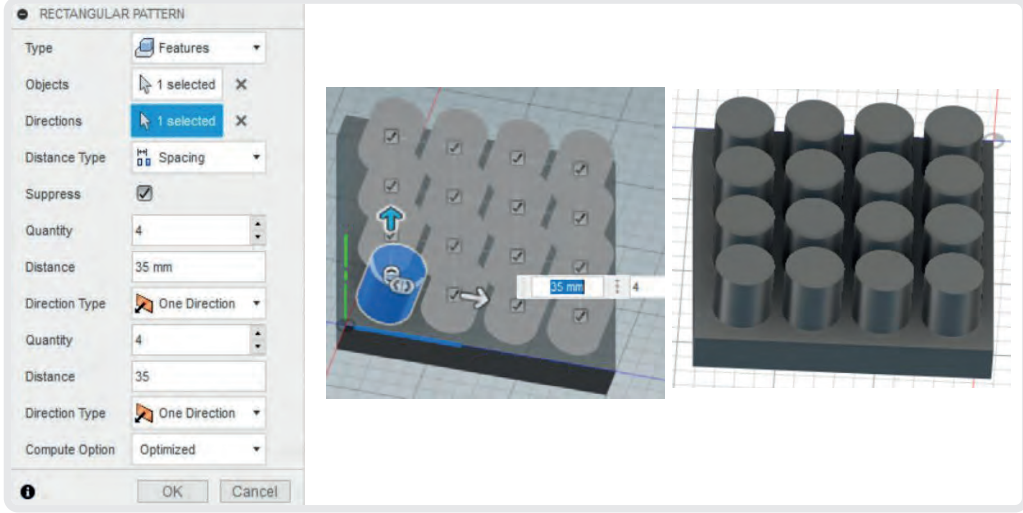 RECTANGULAR PATTERN
Type Features
Objects 1 selected
Directions 1 selected
Distance Type Spacing
Suppress
Quantity 4
Distance 35 mm
Direction Type One Direction
Quantity 4
Distance 35
Direction Type One Direction
Compute Option Optimized
OK Cancel
35 mm 4